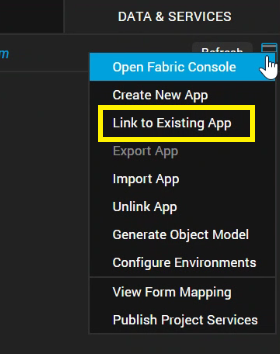 DATA & SERVICES
Refresh
Open Fabric Console
Create New App
Link to Existing App
Export App
Import App
Unlink App
Generate Object Model
Configure Environments
View Form Mapping
Publish Project Services